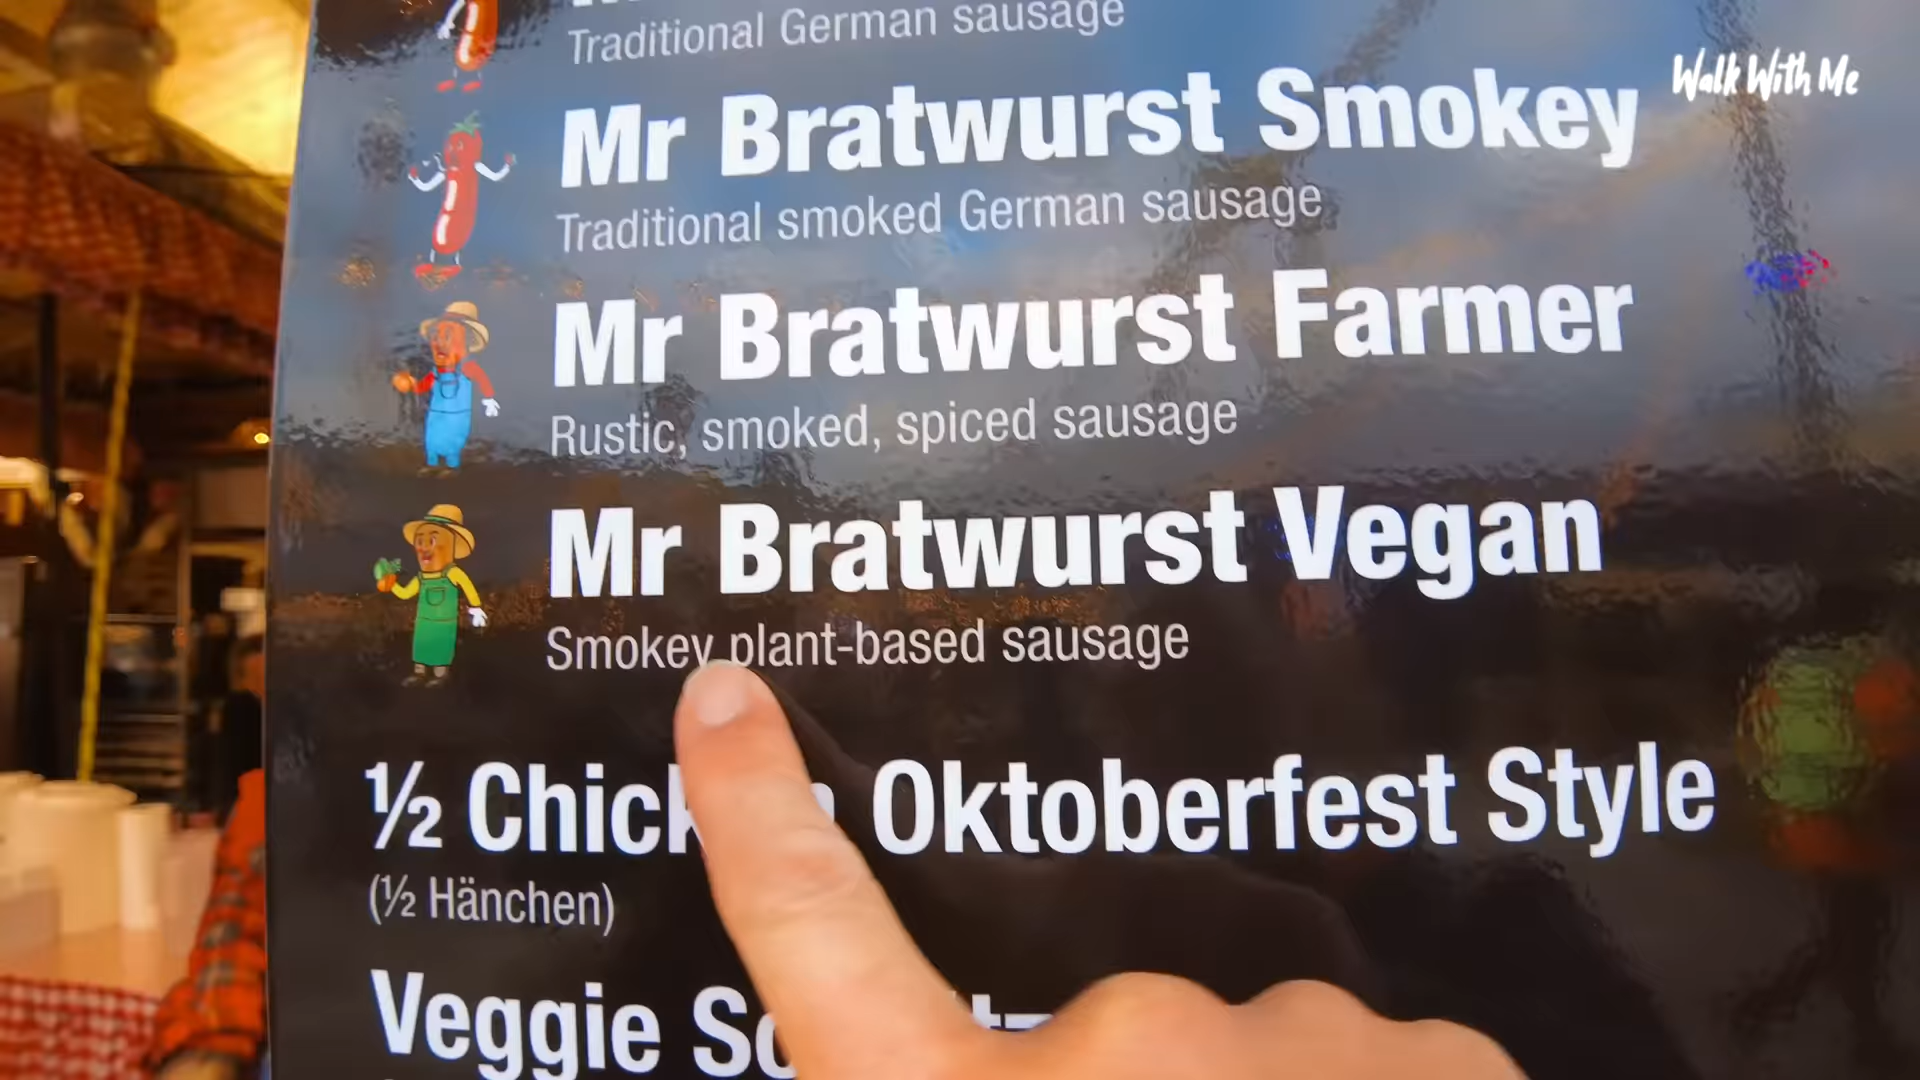 Traditional German sausage
Walk With Me
Mr Bratwurst Smokey
Traditional smoked German sausage
Mr Bratwurst Farmer
Rustic, smoked, spiced sausage
Mr Bratwurst Vegan
Smokey plant-based sausage
½ Chicken Oktoberfest Style
(½ Hänchen)
Veggie